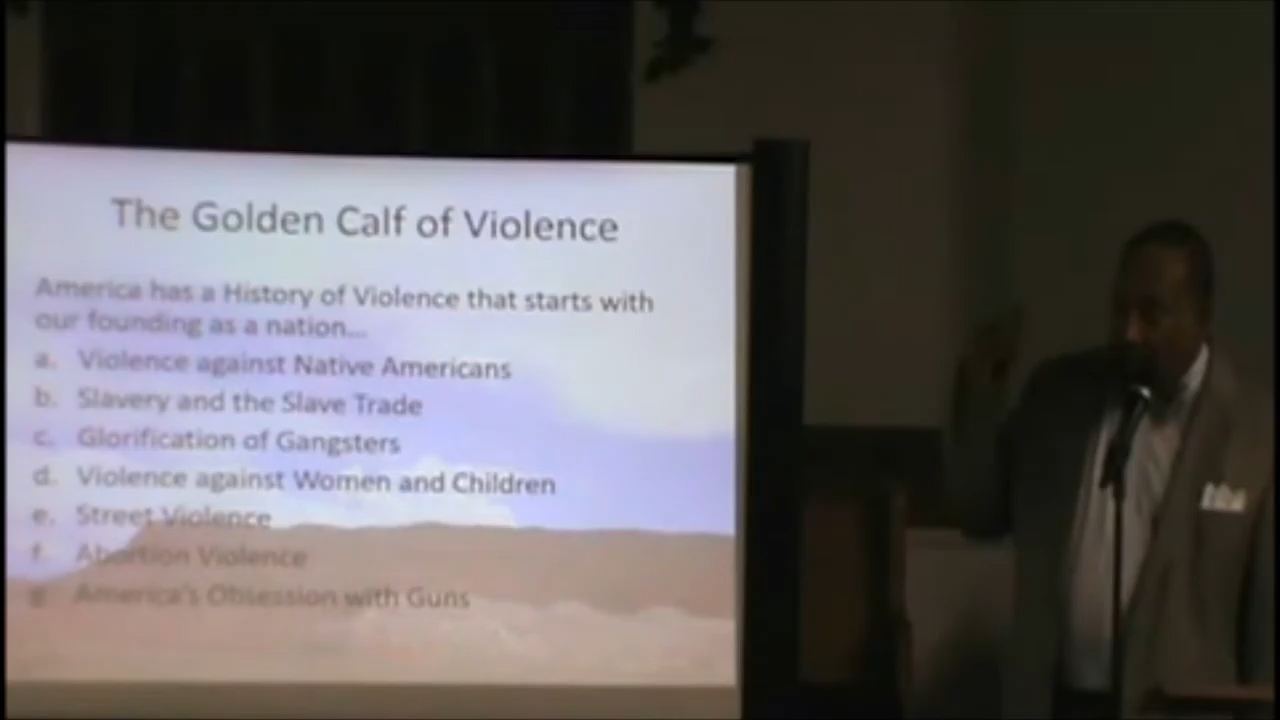 The Golden Calf of Violence
America has a History of Violence that starts with
our founding as a nation...
a. Violence against Native Americans
b. Slavery and the Slave Trade
c. Glorification of Gangsters
d. Violence against Women and Children
e. Street Violence
f. Abortion Violence
g. America's Obsession with Guns